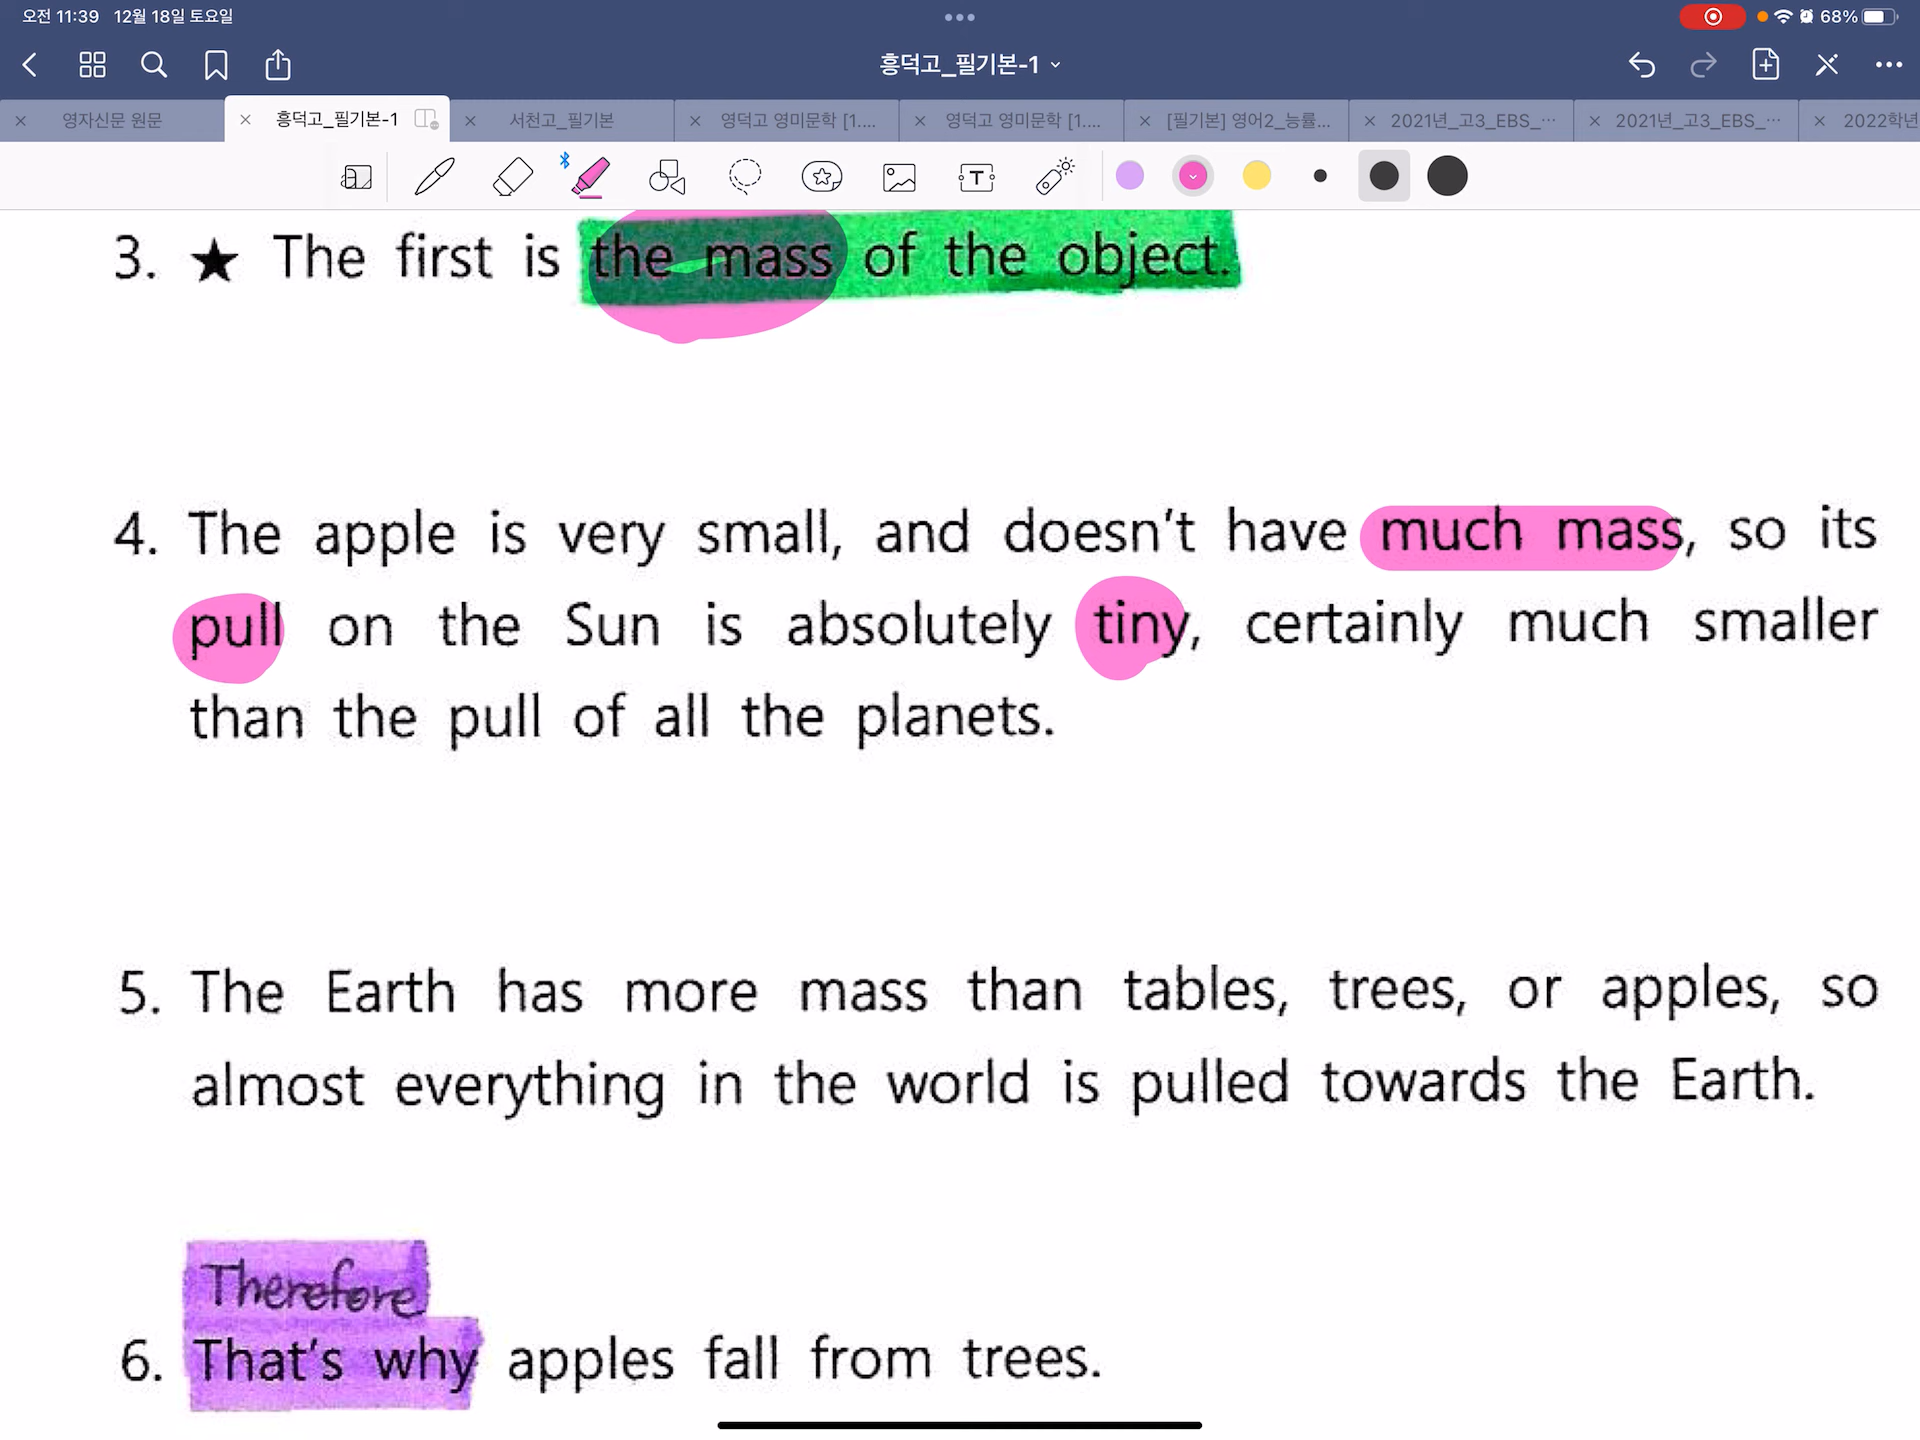 오전 11:39 12월 18일 토요일
68%
흥덕고_필기본-1
영자신문 원문
흥덕고_필기본-1
서천고_필기본
영덕고 영미문학 [1....
영덕고 영미문학 [1....
[필기본] 영어2_능률...
2021년_고3_EBS_...
2021년_고3_EBS_...
2022학년
3. ★ The first is the mass of the object.
4. The apple is very small, and doesn't have much mass, so its
pull on the Sun is absolutely tiny, certainly much smaller
than the pull of all the planets.
5. The Earth has more mass than tables, trees, or apples, so
almost everything in the world is pulled towards the Earth.
Therefore
6. That's why apples fall from trees.